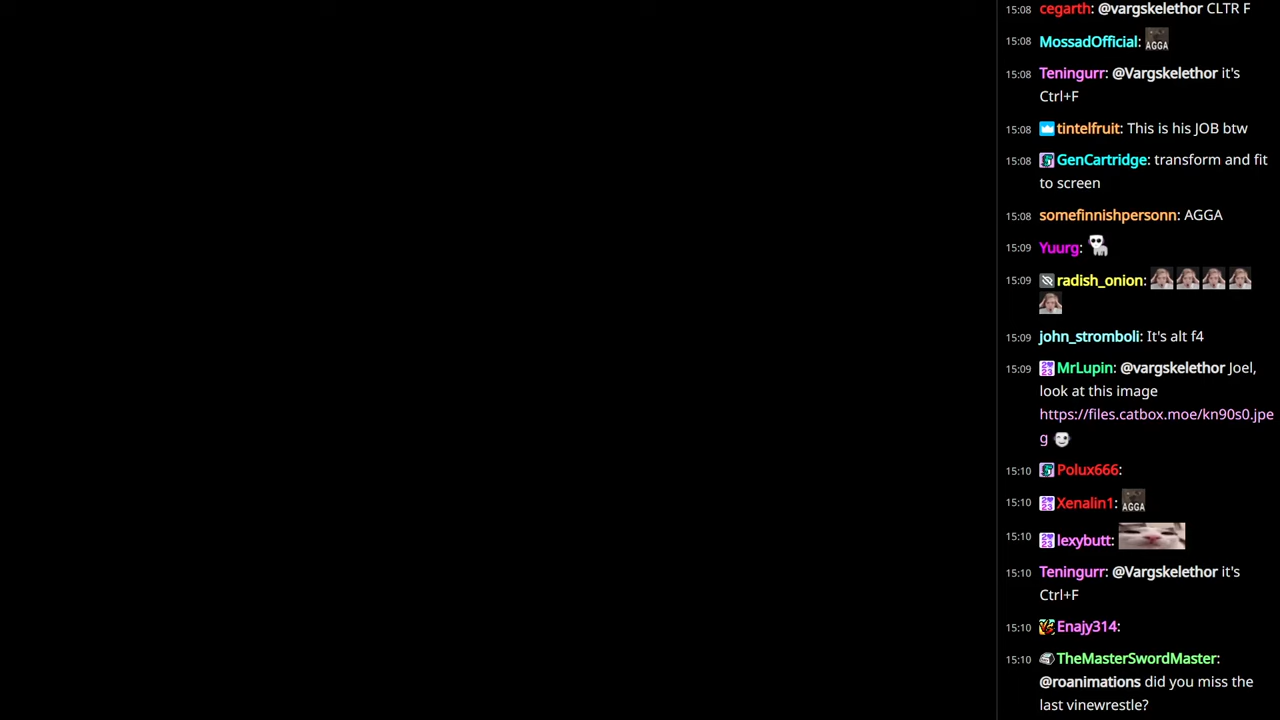 15:08 cegarth: @vargskelethor CLTR F
15:08 MossadOfficial: AGGA
15:08 Teningurr: @Vargskelethor it's
Ctrl+F
15:08 tintelfruit: This is his JOB btw
15:08 GenCartridge: transform and fit
to screen
15:08 somefinnishpersonn: AGGA
15:09 Yuurg:
15:09 radish_onion:
15:09 john_stromboli: It's alt f4
15:09 MrLupin: @vargskelethor Joel,
look at this image
https://files.catbox.moe/kn90s0.jpe
g
15:10 Polux666:
15:10 Xenalin1: AGGA
15:10 lexybutt:
15:10 Teningurr: @Vargskelethor it's
Ctrl+F
15:10 Enajy314:
15:10 TheMasterSwordMaster:
@roanimations did you miss the
last vinewrestle?